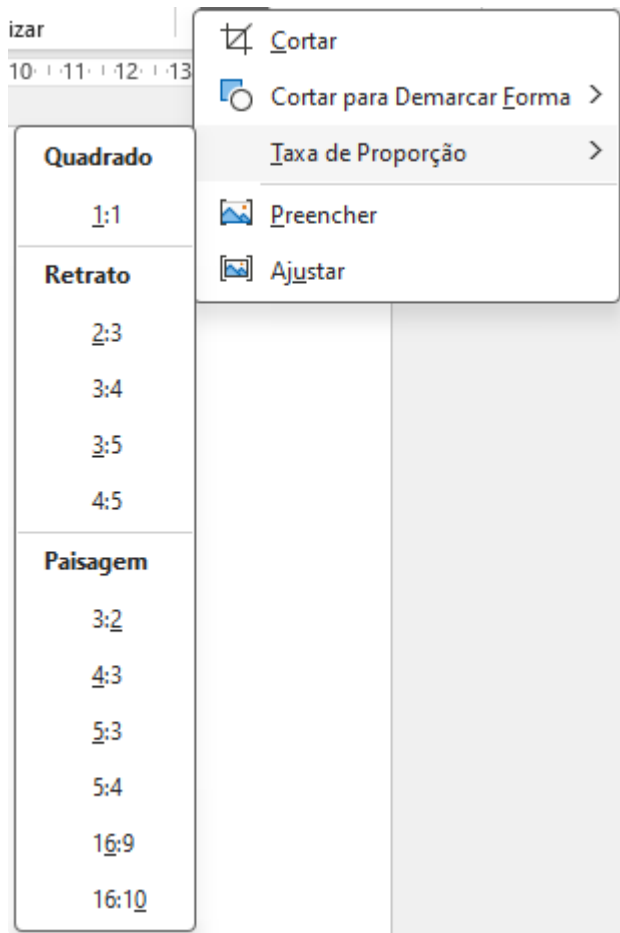 izar
10 11 12 13
Cortar
Cortar para Demarcar Forma
Taxa de Proporção
Preencher
Ajustar
Quadrado
1:1
Retrato
2:3
3:4
3:5
4:5
Paisagem
3:2
4:3
5:3
5:4
16:9
16:10